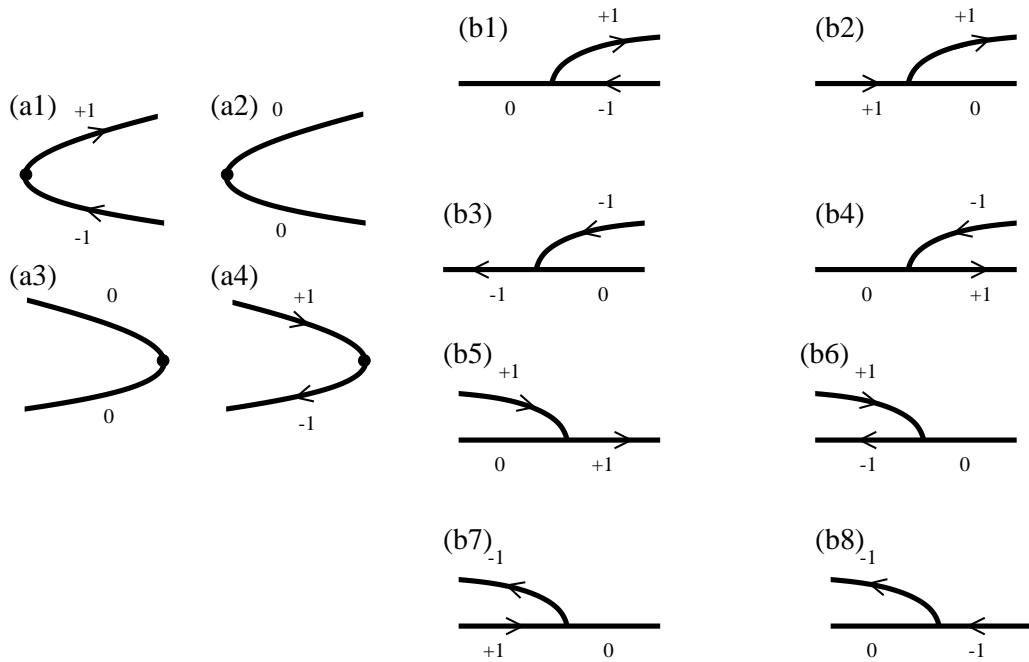 (a1) +1
-1
(a2) 0
0
(a3) 0
0
(a4) +1
-1
(b1) +1
0 -1
(b2) +1
+1 0
(b3) -1
-1 0
(b4) -1
0 +1
(b5) +1
0 +1
(b6) +1
-1 0
(b7) -1
+1 0
(b8) -1
0 -1